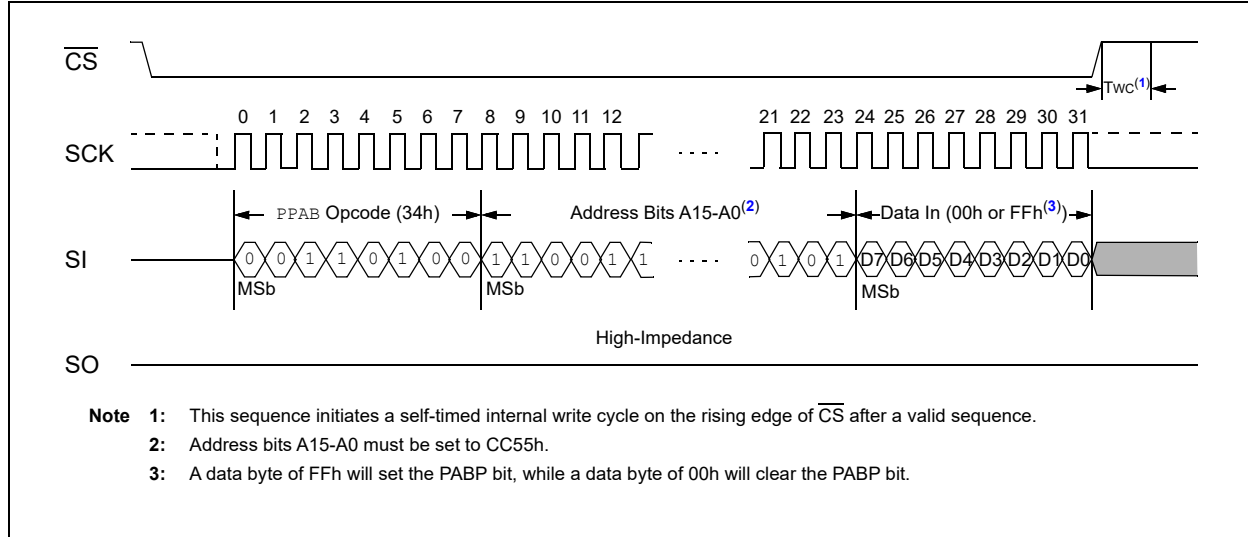 CS
TWC(1)
0 1 2 3 4 5 6 7 8 9 10 11 12 21 22 23 24 25 26 27 28 29 30 31
SCK
PPAB Opcode (34h) Address Bits A15-A0(2) Data In (00h or FFh(3))
SI 0 0 1 1 0 1 0 0 1 1 0 0 1 1 0 1 0 1 D7 D6 D5 D4 D3 D2 D1 D0
MSb MSb MSb
High-Impedance
SO
Note 1: This sequence initiates a self-timed internal write cycle on the rising edge of CS after a valid sequence.
2: Address bits A15-A0 must be set to CC55h.
3: A data byte of FFh will set the PABP bit, while a data byte of 00h will clear the PABP bit.